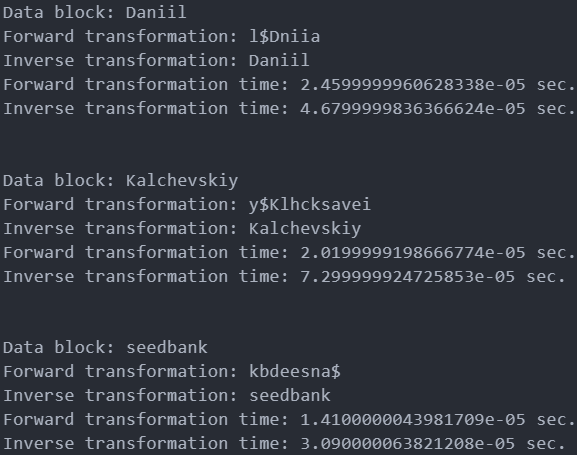 Data block: Daniil
Forward transformation: l$Dniia
Inverse transformation: Daniil
Forward transformation time: 2.4599999960628338e-05 sec.
Inverse transformation time: 4.6799999836366624e-05 sec.
Data block: Kalchevskiy
Forward transformation: y$Klhcksavei
Inverse transformation: Kalchevskiy
Forward transformation time: 2.0199999198666774e-05 sec.
Inverse transformation time: 7.299999924725853e-05 sec.
Data block: seedbank
Forward transformation: kbdeesna$
Inverse transformation: seedbank
Forward transformation time: 1.4100000043981709e-05 sec.
Inverse transformation time: 3.090000063821208e-05 sec.